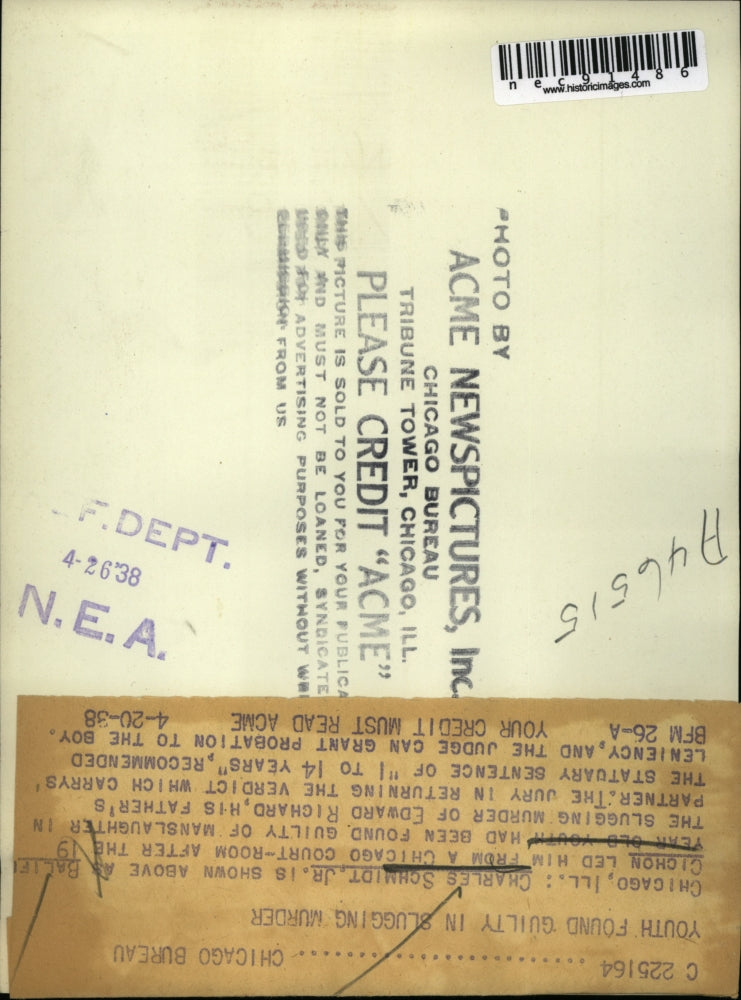 necc91486
www.historicimages.com
PHOTO BY
ACME NEWSPICTURES, Inc.
CHICAGO BUREAU
TRIBUNE TOWER, CHICAGO, ILL.
PLEASE CREDIT "ACME"
THIS PICTURE IS SOLD TO YOU FOR YOUR PUBLICA
ONLY AND MUST NOT BE LOANED, SYNDICATE
USED FOR ADVERTISING PURPOSES WITHOUT WRI
PERMISSION FROM US
F. DEPT.
4-26'38
N.E.A.
A46515
C 225164 CHICAGO BUREAU
YOUTH FOUND GUILTY IN SLUGGING MURDER
CHICAGO, ILL.: CHARLES SCHMIDT, JR. IS SHOWN ABOVE AS BALIFF
CICHON LED HIM FROM A CHICAGO COURT-ROOM AFTER THE 19
YEAR OLD YOUTH HAD BEEN FOUND GUILTY OF MANSLAUGHTER IN
THE SLUGGING MURDER OF EDWARD RICHARD, HIS FATHER'S
PARTNER. THE JURY IN RETURNING THE VERDICT WHICH CARRYS'
THE STATUARY SENTENCE OF "1 TO 14 YEARS", RECOMMENDED
LENIENCY, AND THE JUDGE CAN GRANT PROBATION TO THE BOY.
BFM 26-A YOUR CREDIT MUST READ ACME 4-20-38